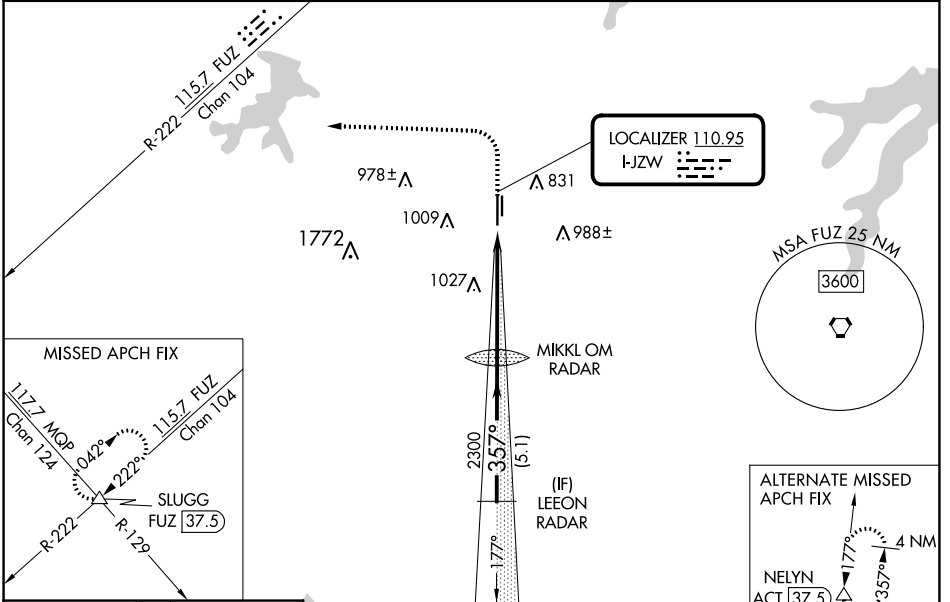 115.7 FUZ
Chan 104
R-222
LOCALIZER 110.95
I-JZW
978±
831
1009
988±
1772
1027
MSA FUZ 25 NM
3600
MIKKL OM
RADAR
2300
357°
(5.1)
(IF)
LEEON
RADAR
177°
MISSED APCH FIX
117.7 MQP
Chan 124
115.7 FUZ
Chan 104
042°
222°
SLUGG
FUZ 37.5
R-222
R-129
ALTERNATE MISSED
APCH FIX
4 NM
177°
357°
NELYN
ACT 37.5